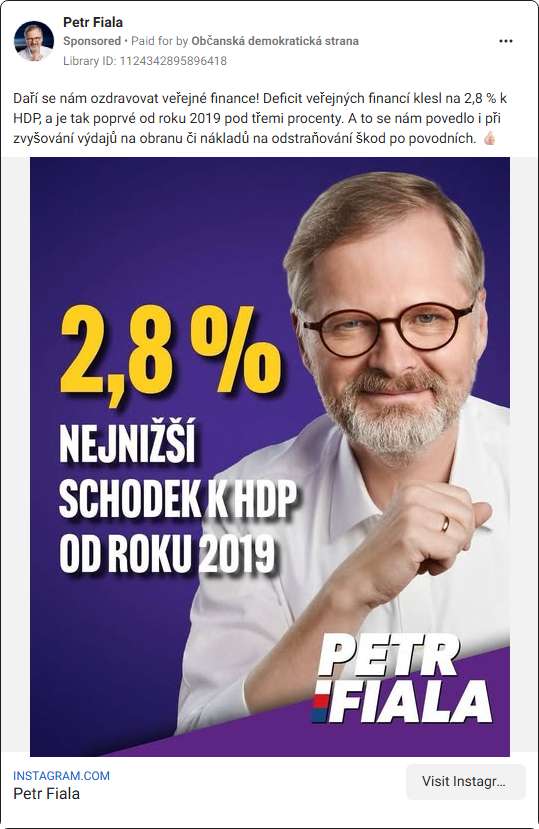 Petr Fiala
Sponsored • Paid for by Občanská demokratická strana
Library ID: 1124342895896418
Daří se nám ozdravovat veřejné finance! Deficit veřejných financí klesl na 2,8 % k
HDP, a je tak poprvé od roku 2019 pod třemi procenty. A to se nám povedlo i při
zvyšování výdajů na obranu či nákladů na odstraňování škod po povodních. 👍🏻
2,8 %
NEJNIŽŠÍ
SCHODEK K HDP
OD ROKU 2019
PETR
FIALA
INSTAGRAM.COM
Petr Fiala
Visit Instagr...